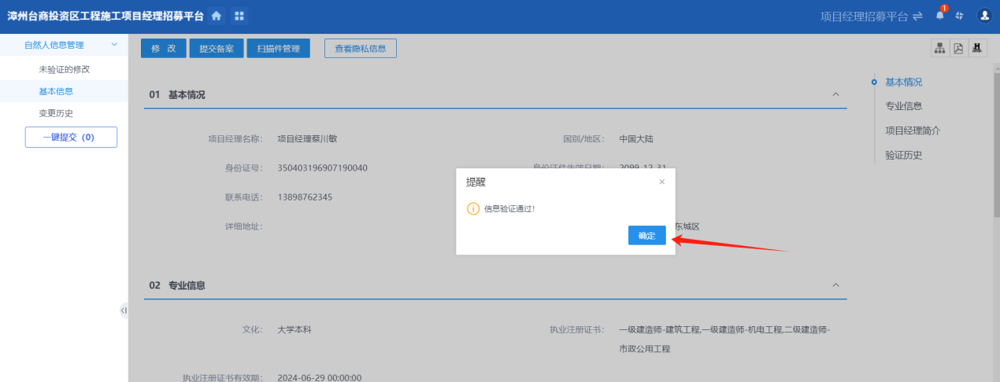 漳州台商投资区工程施工项目经理招募平台
项目经理招募平台
1
自然人信息管理
未验证的修改
基本信息
变更历史
一键提交（0）
修 改
提交备案
扫描件管理
查看隐私信息
01 基本情况
项目经理名称： 项目经理蔡川敏
国别/地区： 中国大陆
身份证号： 350403196907190040
身份证件失效日期： 2099-12-31
联系电话： 13898762345
详细地址：
东城区
提醒
×
信息验证通过!
确定
02 专业信息
文化： 大学本科
执业注册证书： 一级建造师-建筑工程,一级建造师-机电工程,二级建造师-
市政公用工程
执业注册证书有效期： 2024-06-29 00:00:00
基本情况
专业信息
项目经理简介
验证历史